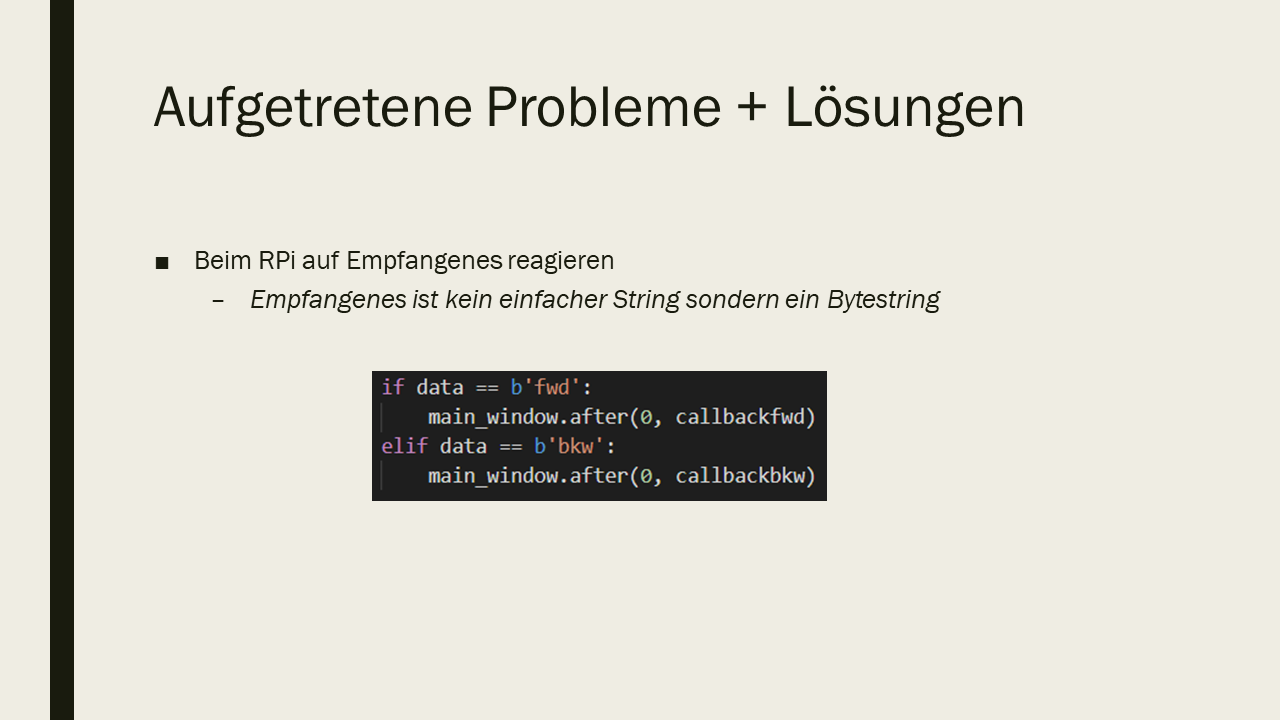 Aufgetretene Probleme + Lösungen
■ Beim RPi auf Empfangenes reagieren
– Empfangenes ist kein einfacher String sondern ein Bytestring
if data == b'fwd':
    main_window.after(0, callbackfwd)
elif data == b'bkw':
    main_window.after(0, callbackbkw)